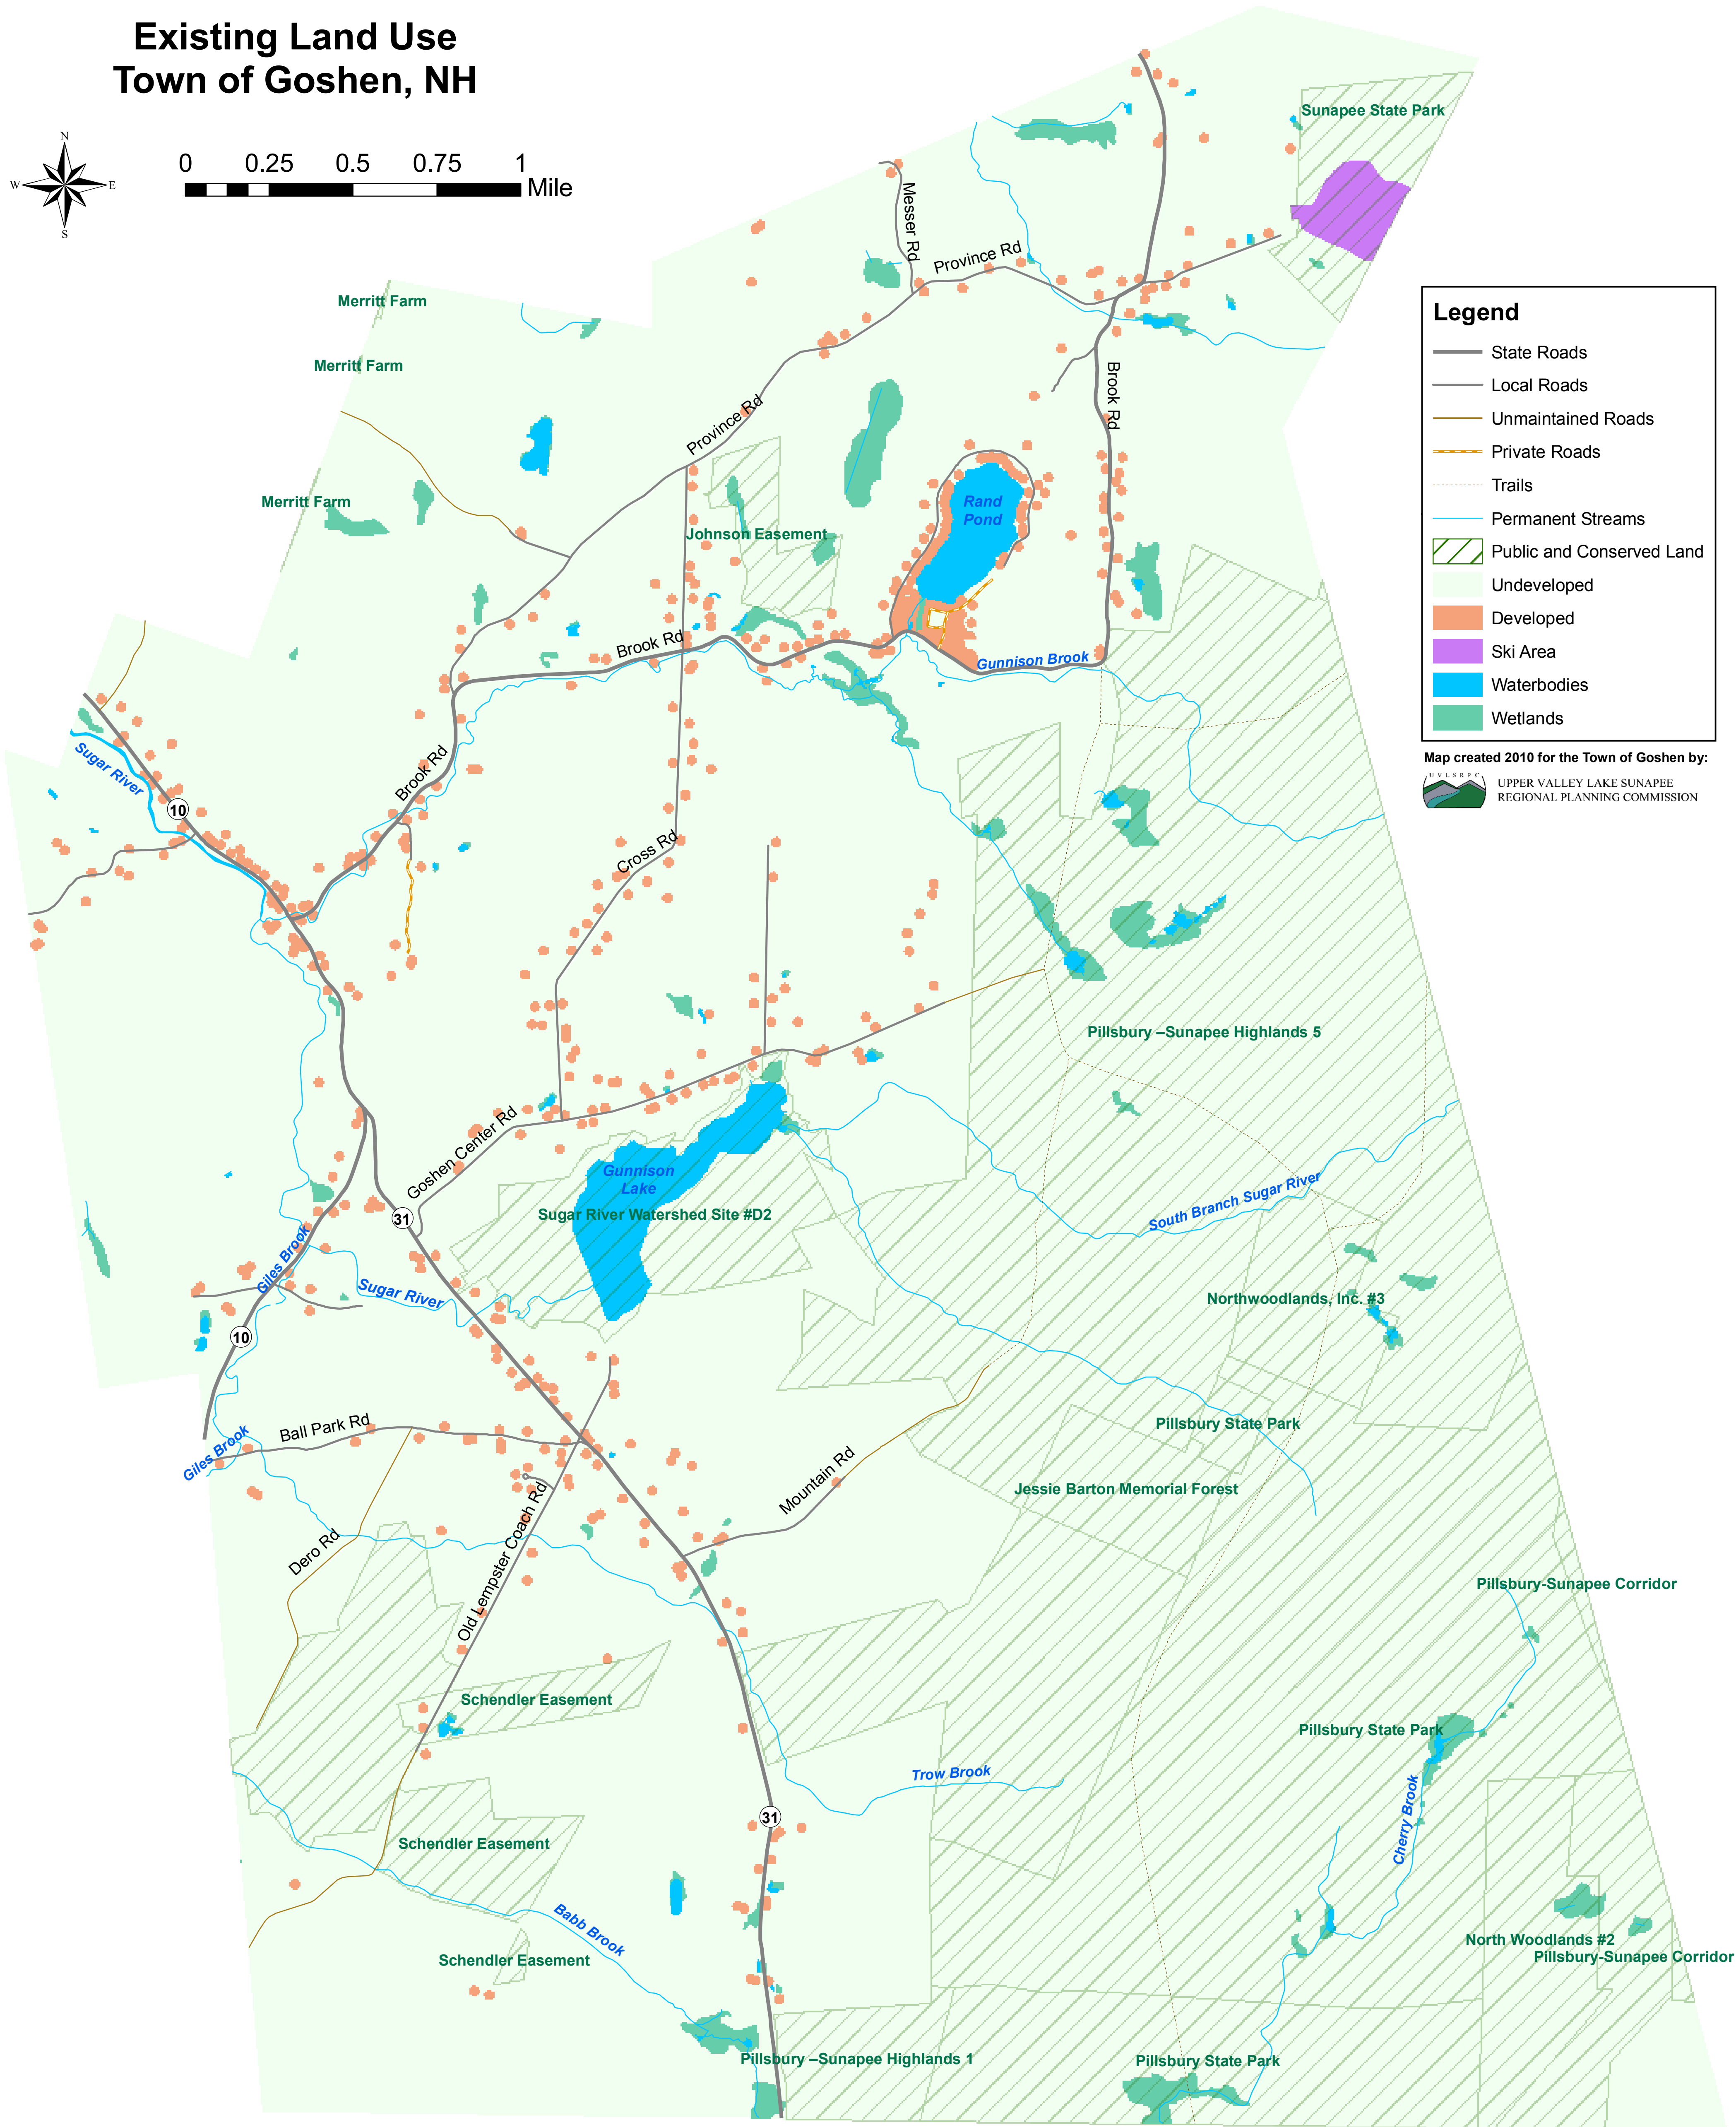 Existing Land Use
Town of Goshen, NH
N
W
E
S
0 0.25 0.5 0.75 1
Mile
Sunapee State Park
Messer Rd
Province Rd
Merritt Farm
Merritt Farm
Merritt Farm
Province Rd
Brook Rd
Rand
Pond
Johnson Easement
Brook Rd
Gunnison Brook
Legend
State Roads
Local Roads
Unmaintained Roads
Private Roads
Trails
Permanent Streams
Public and Conserved Land
Undeveloped
Developed
Ski Area
Waterbodies
Wetlands
Map created 2010 for the Town of Goshen by:
U V L S R P C
UPPER VALLEY LAKE SUNAPEE
REGIONAL PLANNING COMMISSION
Sugar River
10
Brook Rd
Cross Rd
Pillsbury –Sunapee Highlands 5
Goshen Center Rd
Gunnison
Lake
Sugar River Watershed Site #D2
31
South Branch Sugar River
Giles Brook
Sugar River
Northwoodlands, Inc. #3
10
Ball Park Rd
Giles Brook
Pillsbury State Park
Mountain Rd
Jessie Barton Memorial Forest
Dero Rd
Old Lempster Coach Rd
Pillsbury-Sunapee Corridor
Schendler Easement
Pillsbury State Park
Trow Brook
31
Cherry Brook
Schendler Easement
Babb Brook
North Woodlands #2
Pillsbury-Sunapee Corridor
Schendler Easement
Pillsbury –Sunapee Highlands 1
Pillsbury State Park